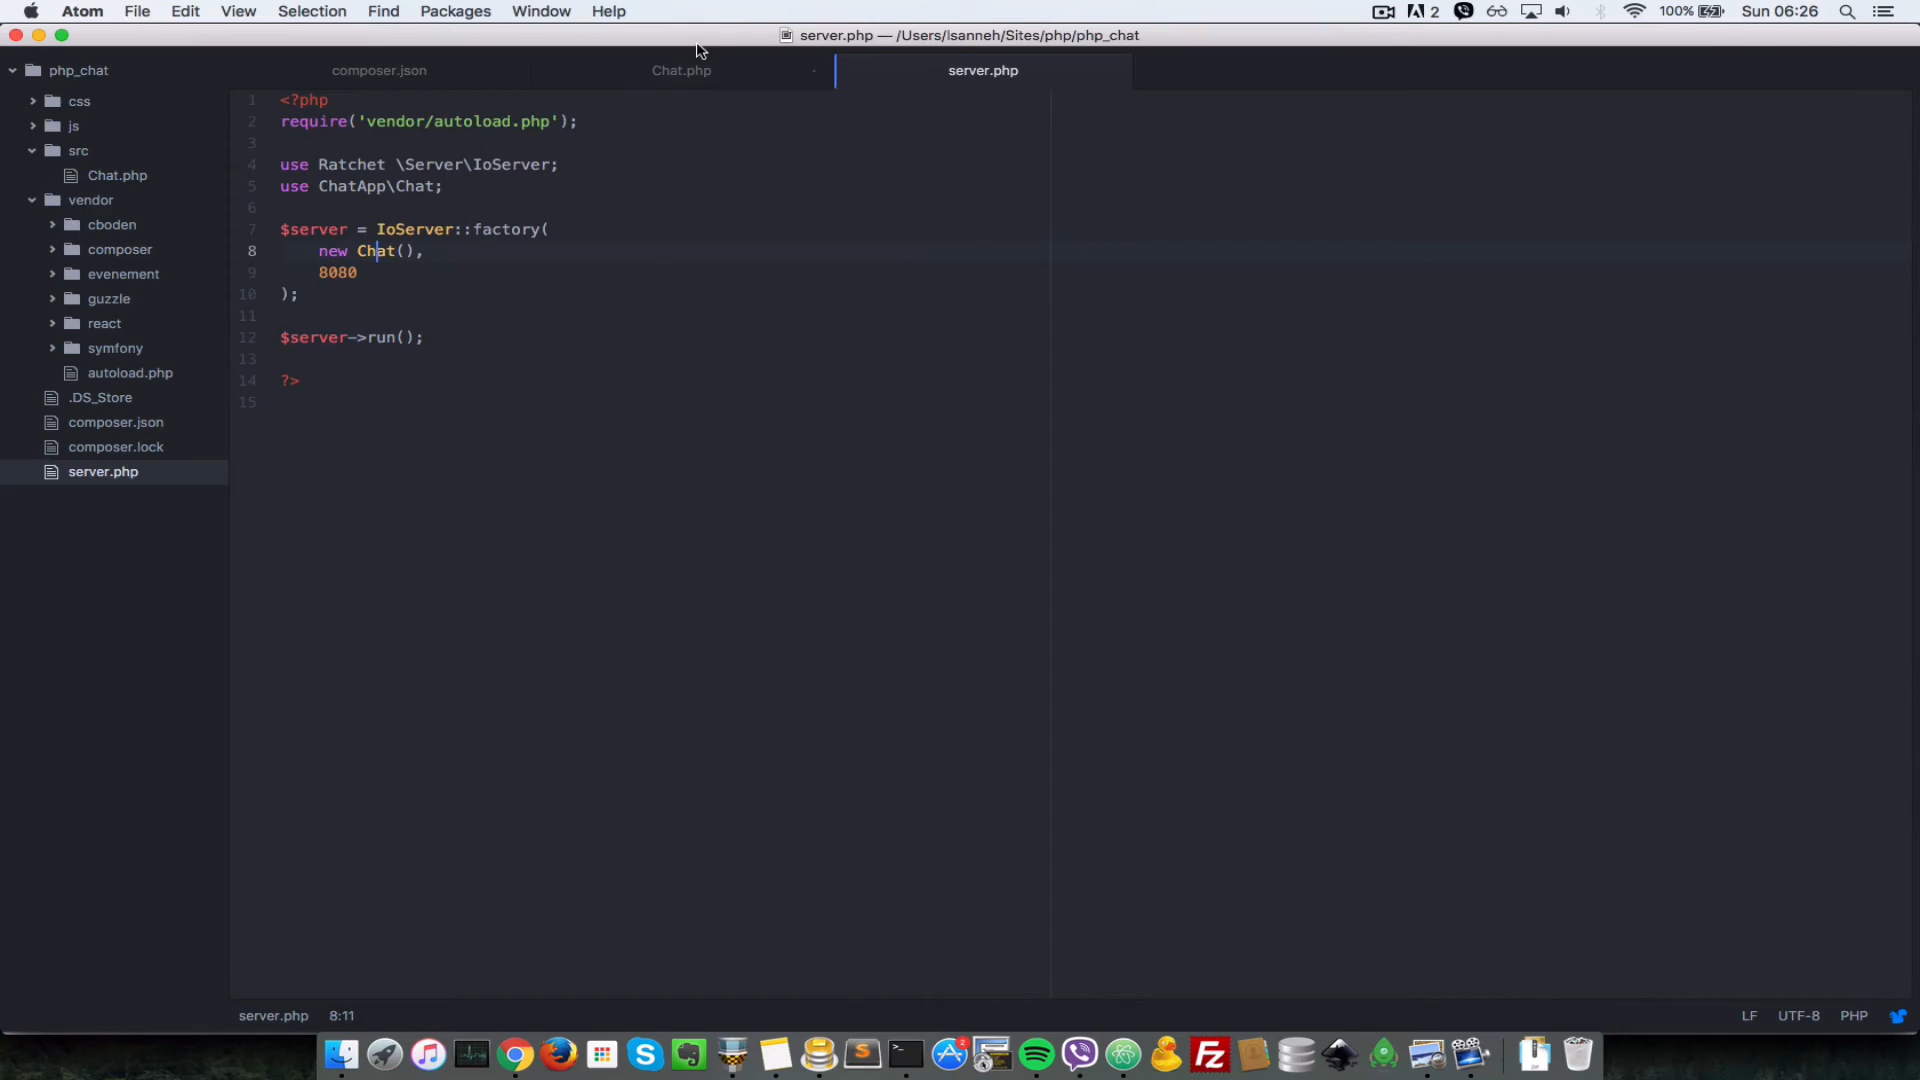 Atom File Edit View Selection Find Packages Window Help 2 100% Sun 06:26
server.php — /Users/lsanneh/Sites/php/php_chat
php_chat
css
js
src
Chat.php
vendor
cboden
composer
evenement
guzzle
react
symfony
autoload.php
.DS_Store
composer.json
composer.lock
server.php
composer.json Chat.php server.php
1 <?php
2 require('vendor/autoload.php');
3
4 use Ratchet \Server\IoServer;
5 use ChatApp\Chat;
6
7 $server = IoServer::factory(
8 new Chat(),
9 8080
10 );
11
12 $server->run();
13
14 ?>
15
server.php 8:11 LF UTF-8 PHP
2